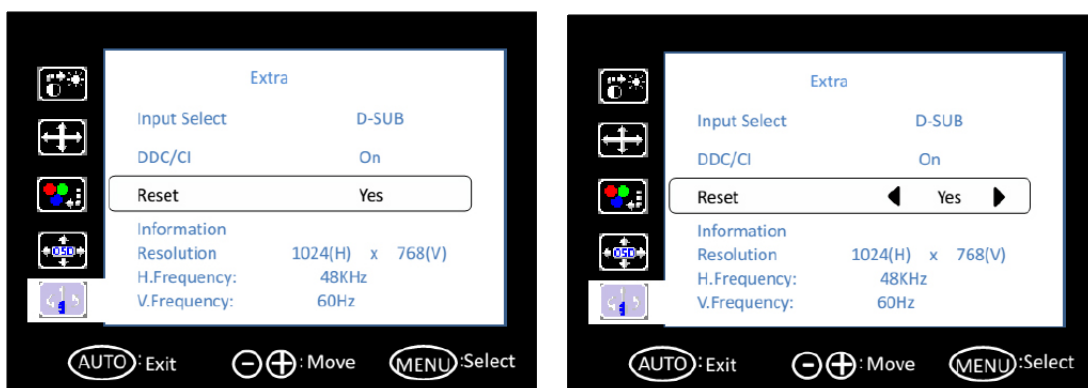 Extra
Input Select D-SUB
DDC/CI On
Reset Yes
Information
Resolution 1024(H) x 768(V)
H.Frequency: 48KHz
V.Frequency: 60Hz
OSD
AUTO : Exit - + : Move MENU :Select
Extra
Input Select D-SUB
DDC/CI On
Reset Yes
Information
Resolution 1024(H) x 768(V)
H.Frequency: 48KHz
V.Frequency: 60Hz
OSD
AUTO : Exit - + : Move MENU :Select